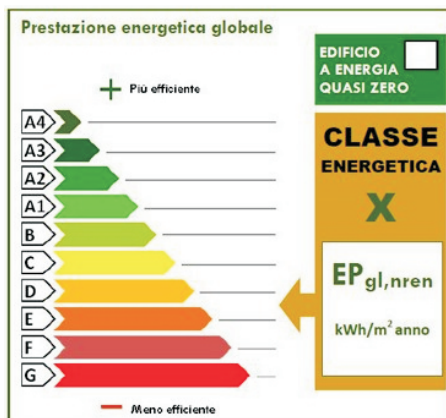 Prestazione energetica globale
+ Più efficiente
A4
A3
A2
A1
B
C
D
E
F
G
− Meno efficiente
EDIFICIO
A ENERGIA
QUASI ZERO
CLASSE
ENERGETICA
X
EPgl,nren
kWh/m² anno